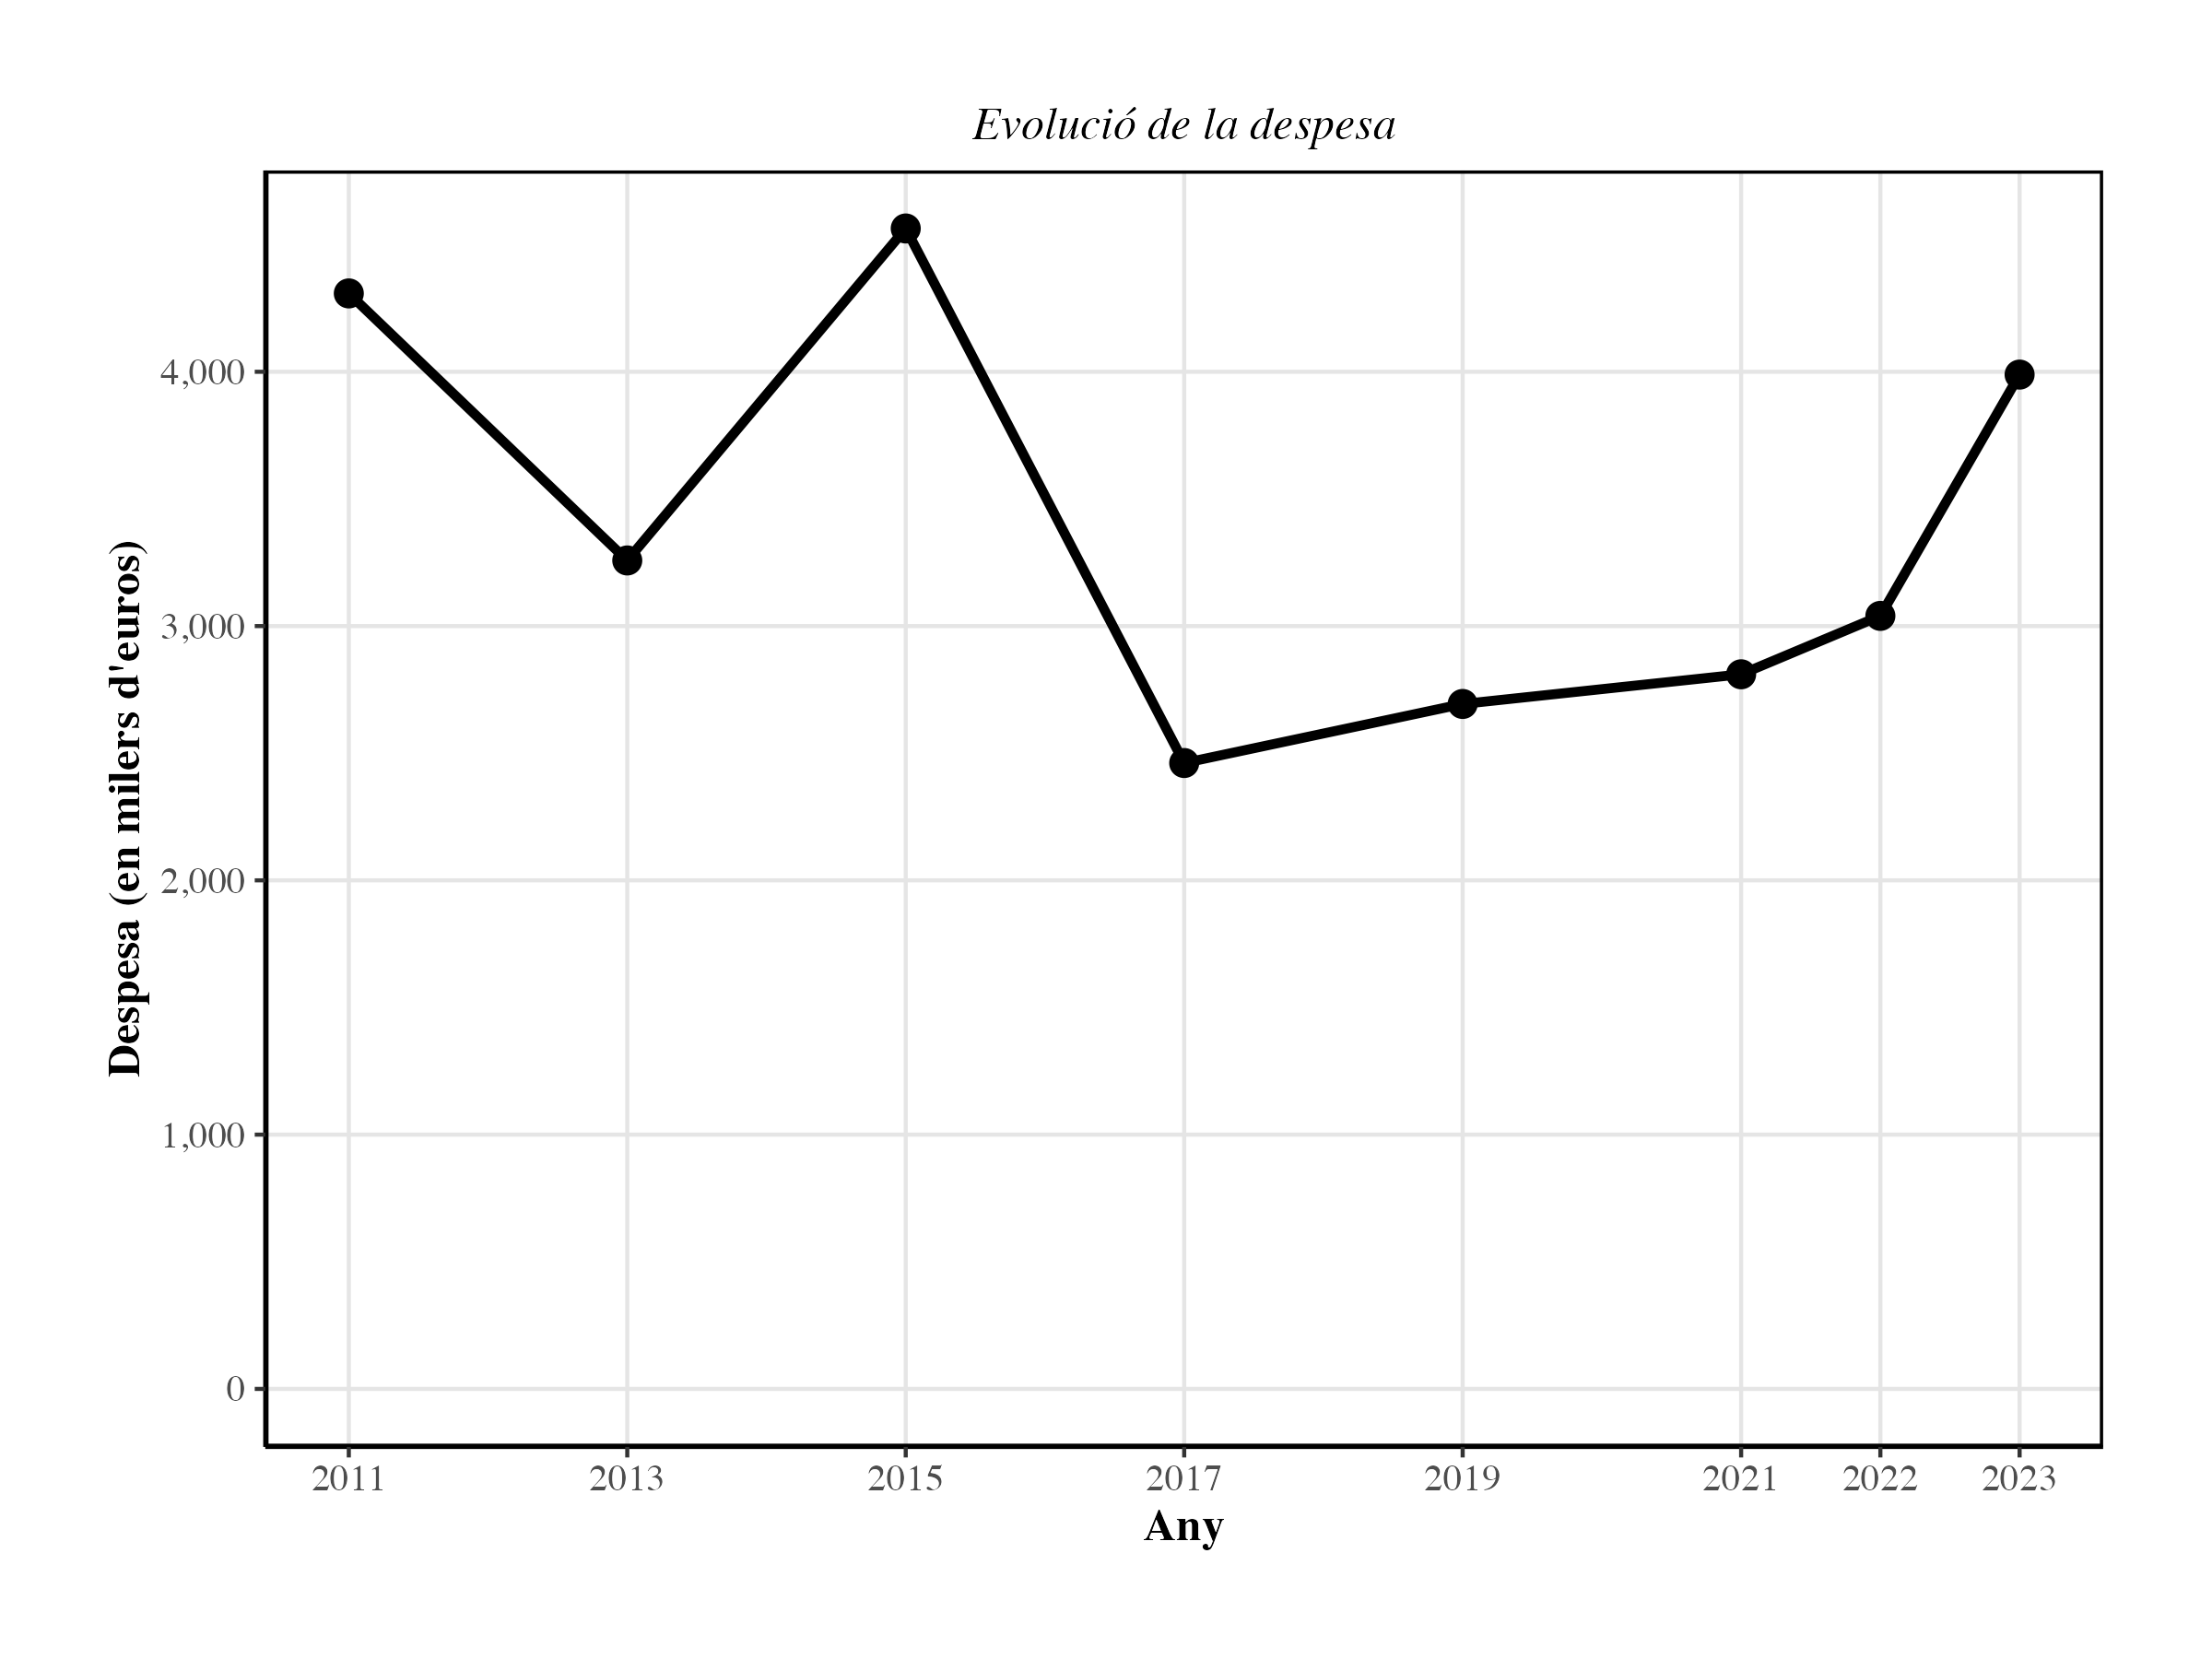 Evolució de la despesa
Despesa (en milers d'euros)
4,000
3,000
2,000
1,000
0
2011 2013 2015 2017 2019 2021 2022 2023
Any